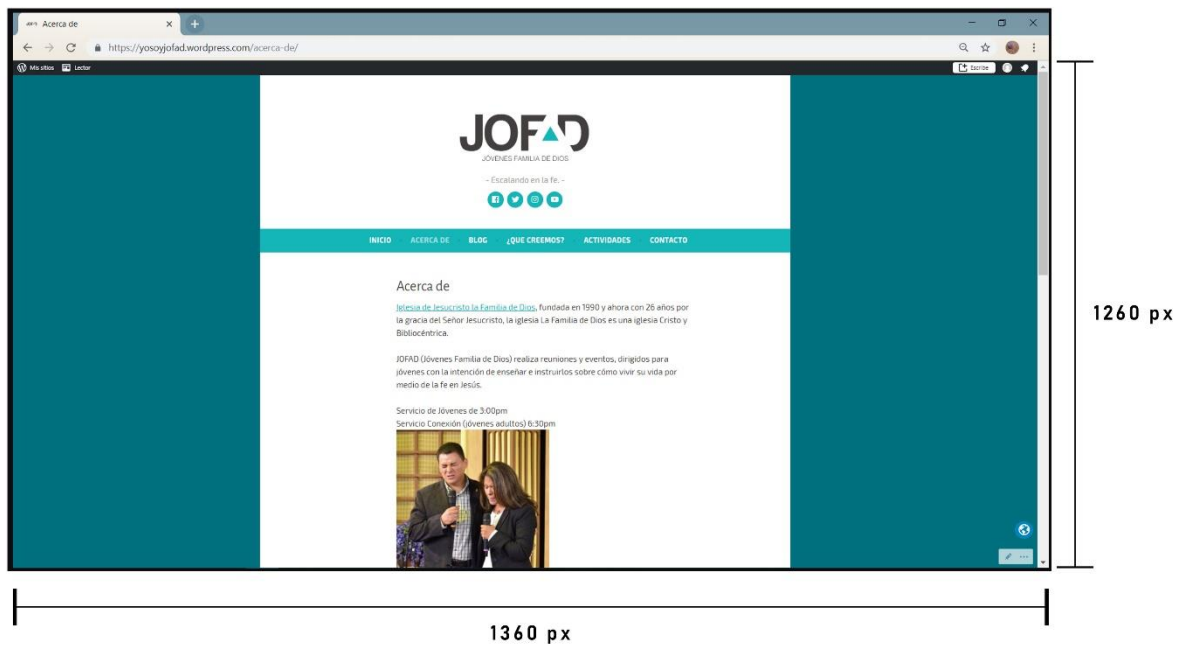 Acerca de
https://yosoyjofad.wordpress.com/acerca-de/
Mis sitios Lector Escribe
JOFAD
JÓVENES FAMILIA DE DIOS
- Escalando en la fe. -
INICIO ACERCA DE BLOG ¿QUE CREEMOS? ACTIVIDADES CONTACTO
Acerca de
Iglesia de Jesucristo la Familia de Dios, fundada en 1990 y ahora con 26 años por
la gracia del Señor Jesucristo, la iglesia La Familia de Dios es una iglesia Cristo y
Bibliocéntrica.
JOFAD (Jóvenes Familia de Dios) realiza reuniones y eventos, dirigidos para
jóvenes con la intención de enseñar e instruirlos sobre cómo vivir su vida por
medio de la fe en Jesús.
Servicio de Jóvenes de 3:00pm
Servicio Conexión (jóvenes adultos) 6:30pm
1260 px
1360 px